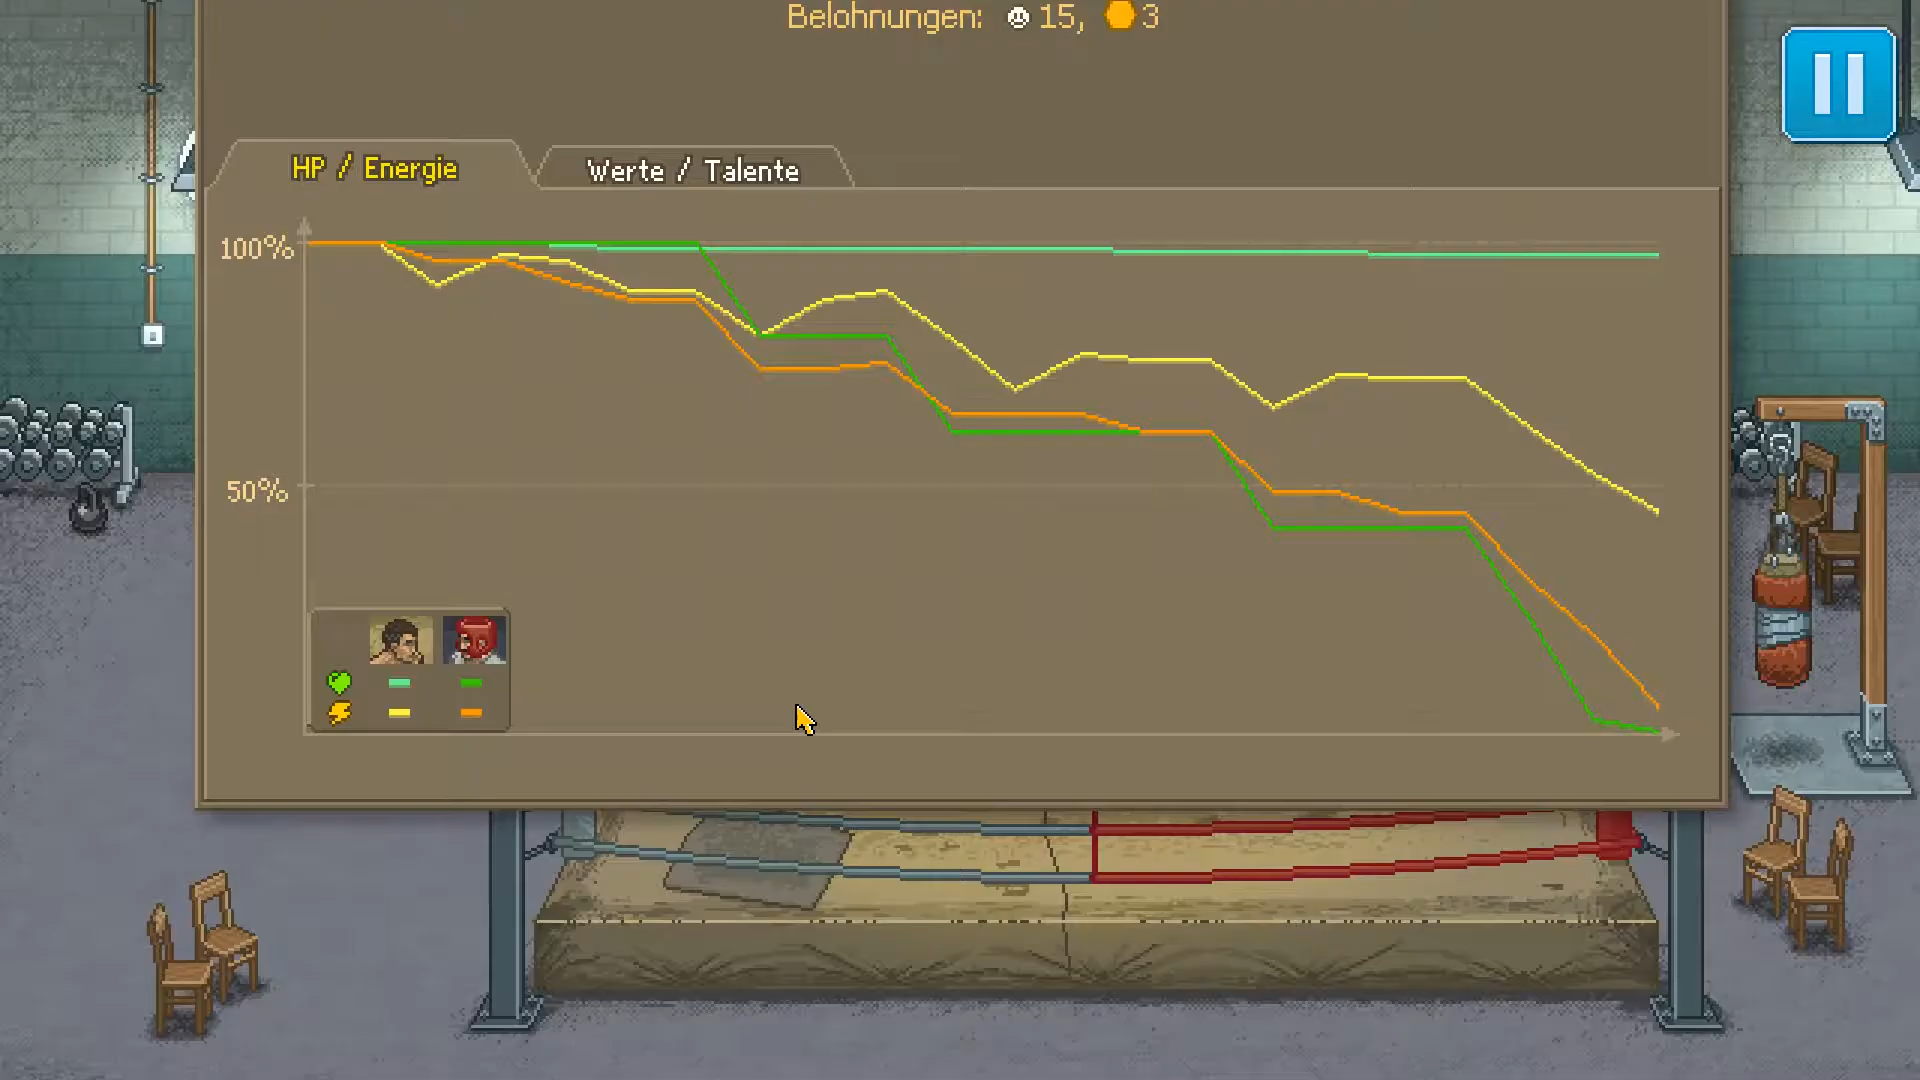 Belohnungen: 15, 3
HP / Energie
Werte / Talente
100%
50%